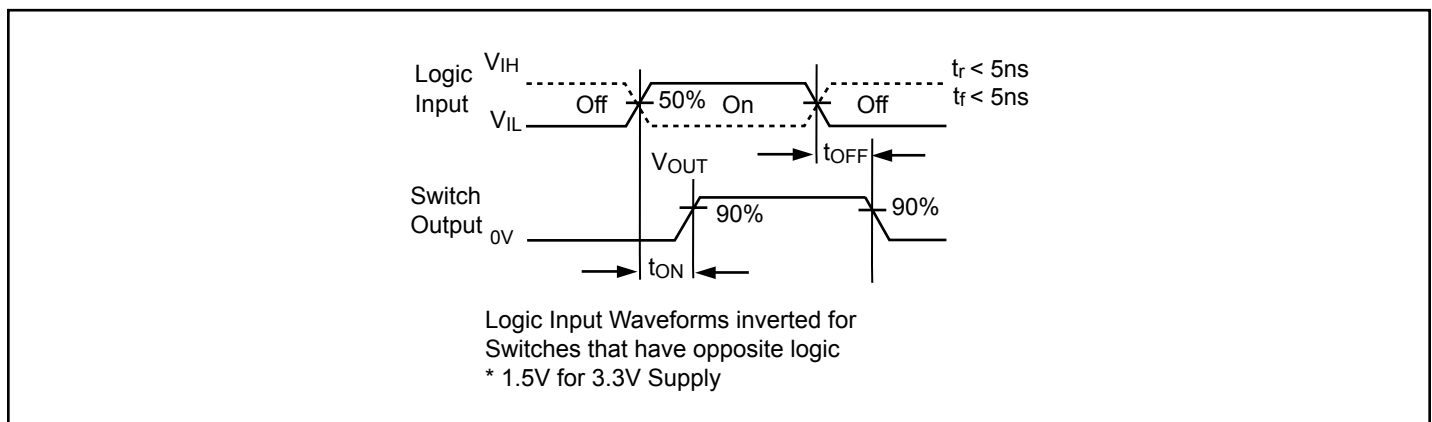 Logic Input
VIH
VIL
Off
50%
On
Off
tr < 5ns
tf < 5ns
tOFF
VOUT
Switch Output
0V
90%
90%
tON
Logic Input Waveforms inverted for
Switches that have opposite logic
* 1.5V for 3.3V Supply